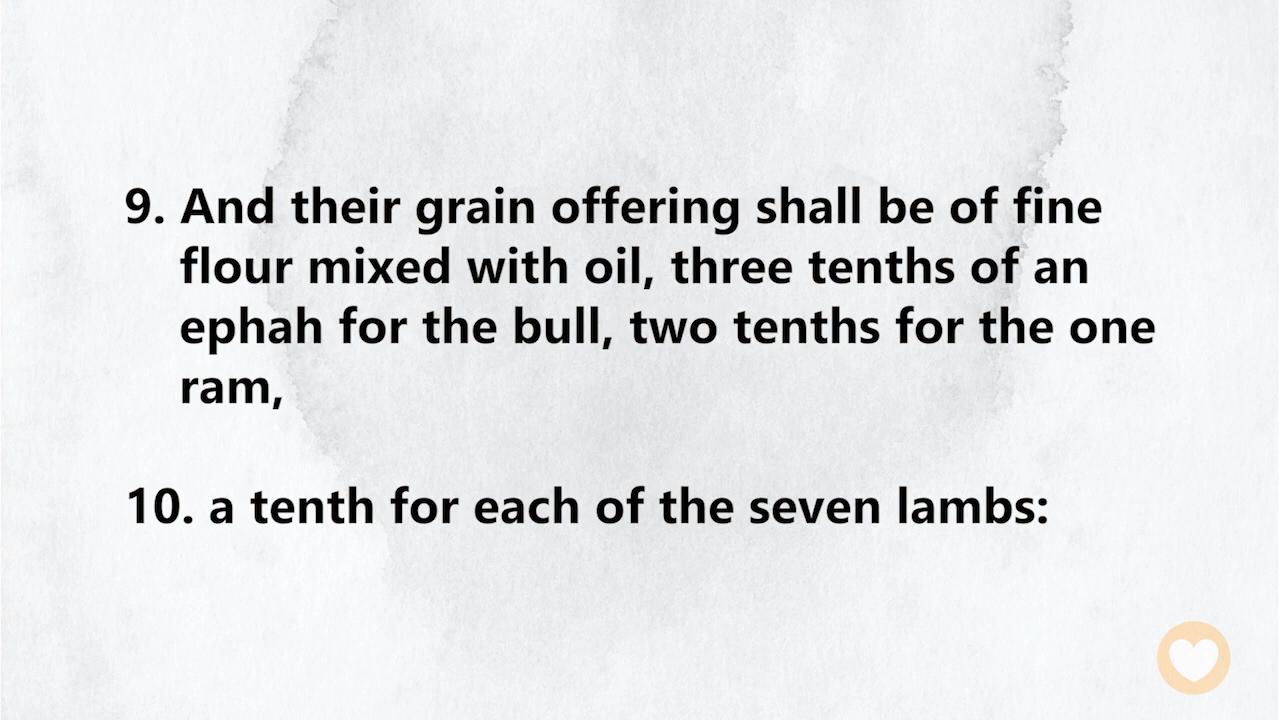 9. And their grain offering shall be of fine
flour mixed with oil, three tenths of an
ephah for the bull, two tenths for the one
ram,
10. a tenth for each of the seven lambs: